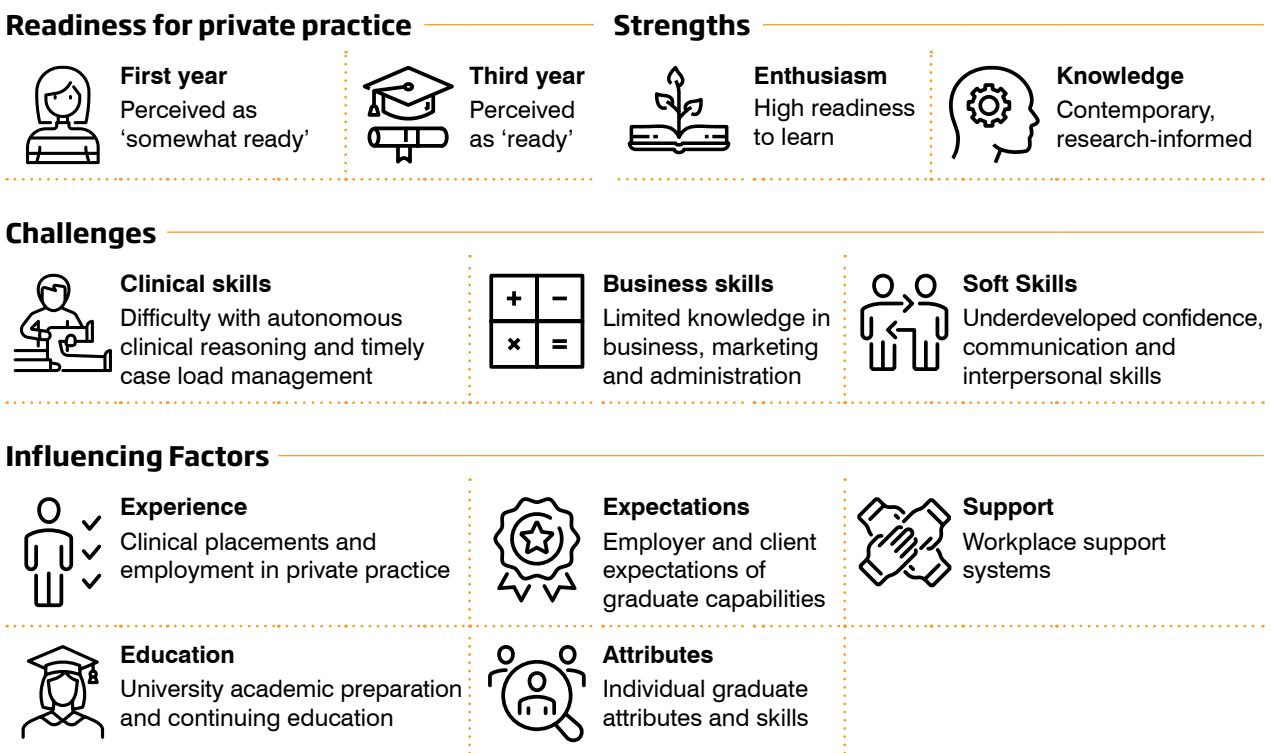 Readiness for private practice
First year
Perceived as
‘somewhat ready’
Third year
Perceived
as ‘ready’
Strengths
Enthusiasm
High readiness
to learn
Knowledge
Contemporary,
research-informed
Challenges
Clinical skills
Difficulty with autonomous
clinical reasoning and timely
case load management
Business skills
Limited knowledge in
business, marketing
and administration
Soft Skills
Underdeveloped confidence,
communication and
interpersonal skills
Influencing Factors
Experience
Clinical placements and
employment in private practice
Expectations
Employer and client
expectations of
graduate capabilities
Support
Workplace support
systems
Education
University academic preparation
and continuing education
Attributes
Individual graduate
attributes and skills